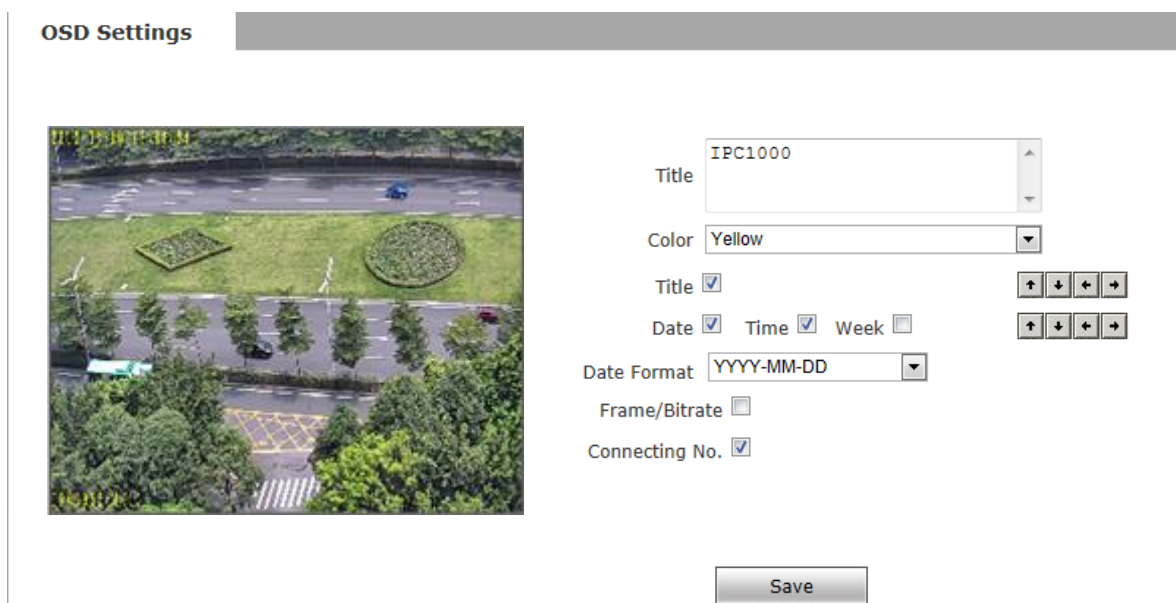 OSD Settings
Title
IPC1000
Color
Yellow
Title
Date Time Week
Date Format YYYY-MM-DD
Frame/Bitrate
Connecting No.
Save